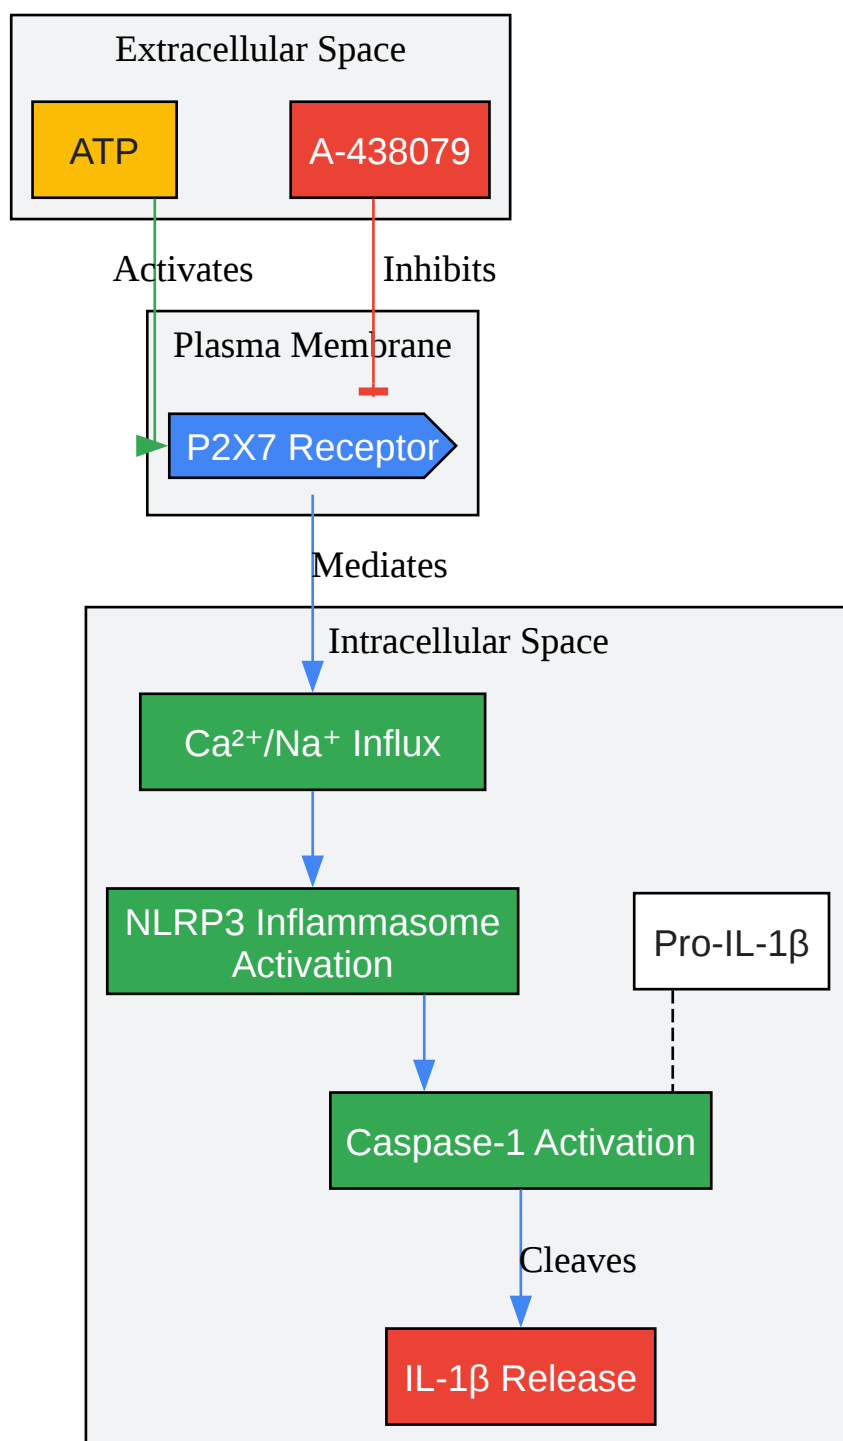 Extracellular Space
ATP
A-438079
Activates
Inhibits
Plasma Membrane
P2X7 Receptor
Mediates
Intracellular Space
Ca²⁺/Na⁺ Influx
NLRP3 Inflammasome
Activation
Pro-IL-1β
Caspase-1 Activation
Cleaves
IL-1β Release